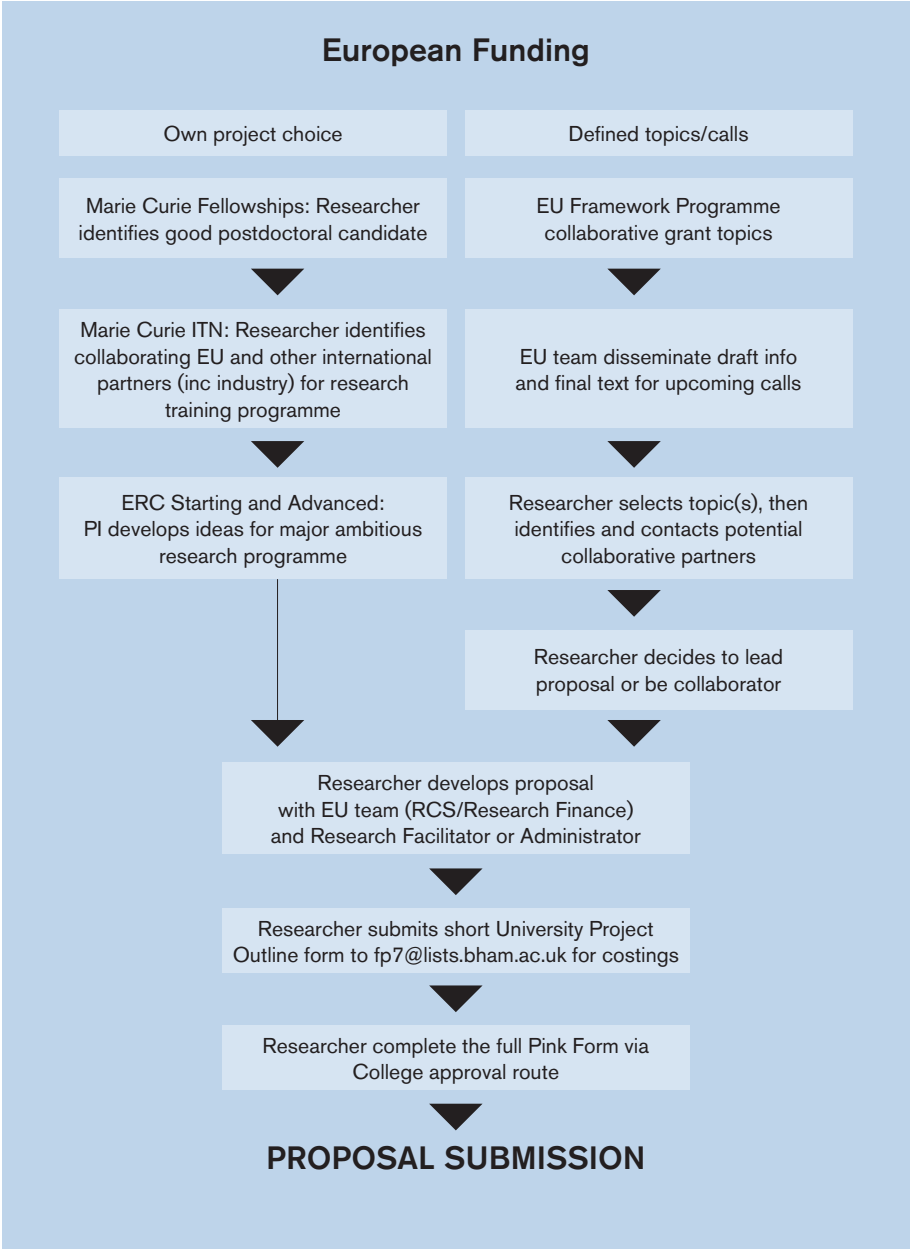 European Funding
Own project choice
Defined topics/calls
Marie Curie Fellowships: Researcher
identifies good postdoctoral candidate
EU Framework Programme
collaborative grant topics
Marie Curie ITN: Researcher identifies
collaborating EU and other international
partners (inc industry) for research
training programme
EU team disseminate draft info
and final text for upcoming calls
ERC Starting and Advanced:
PI develops ideas for major ambitious
research programme
Researcher selects topic(s), then
identifies and contacts potential
collaborative partners
Researcher decides to lead
proposal or be collaborator
Researcher develops proposal
with EU team (RCS/Research Finance)
and Research Facilitator or Administrator
Researcher submits short University Project
Outline form to fp7@lists.bham.ac.uk for costings
Researcher complete the full Pink Form via
College approval route
PROPOSAL SUBMISSION